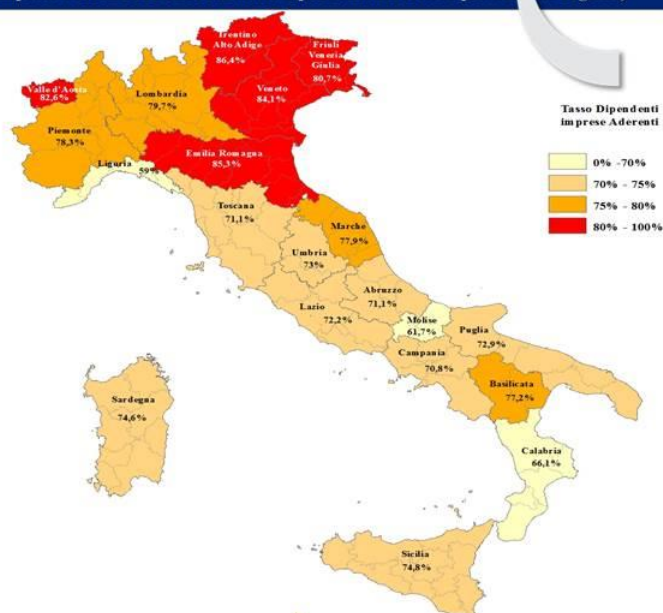 Trentino
Alto Adige
86,4%
Friuli
Venezia
Giulia
80,7%
Valle d'Aosta
82,6%
Lombardia
79,7%
Veneto
84,1%
Piemonte
78,3%
Emilia Romagna
85,3%
Liguria
59%
Tasso Dipendenti
imprese Aderenti
0% -70%
70% - 75%
75% - 80%
80% - 100%
Toscana
71,1%
Marche
77,9%
Umbria
73%
Abruzzo
71,1%
Lazio
72,2%
Molise
61,7%
Puglia
72,9%
Campania
70,8%
Basilicata
77,2%
Sardegna
74,6%
Calabria
66,1%
Sicilia
74,8%